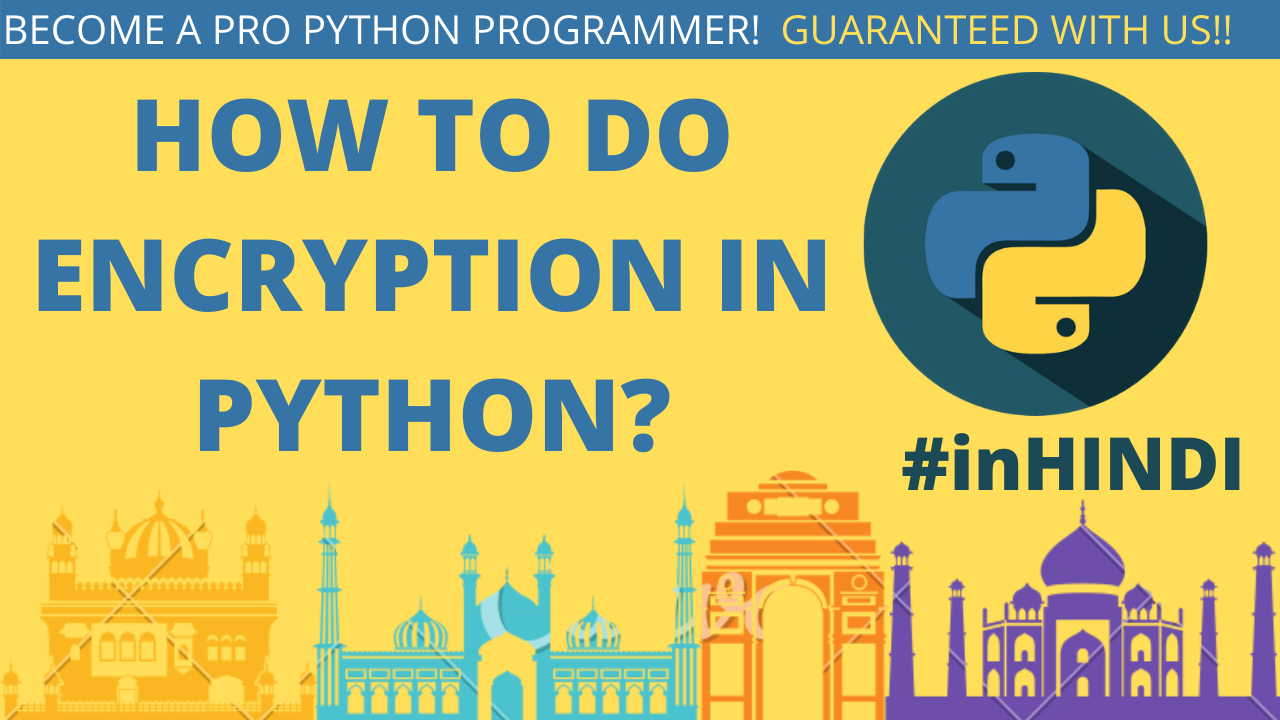 BECOME A PRO PYTHON PROGRAMMER! GUARANTEED WITH US!!
HOW TO DO
ENCRYPTION IN
PYTHON?
#inHINDI